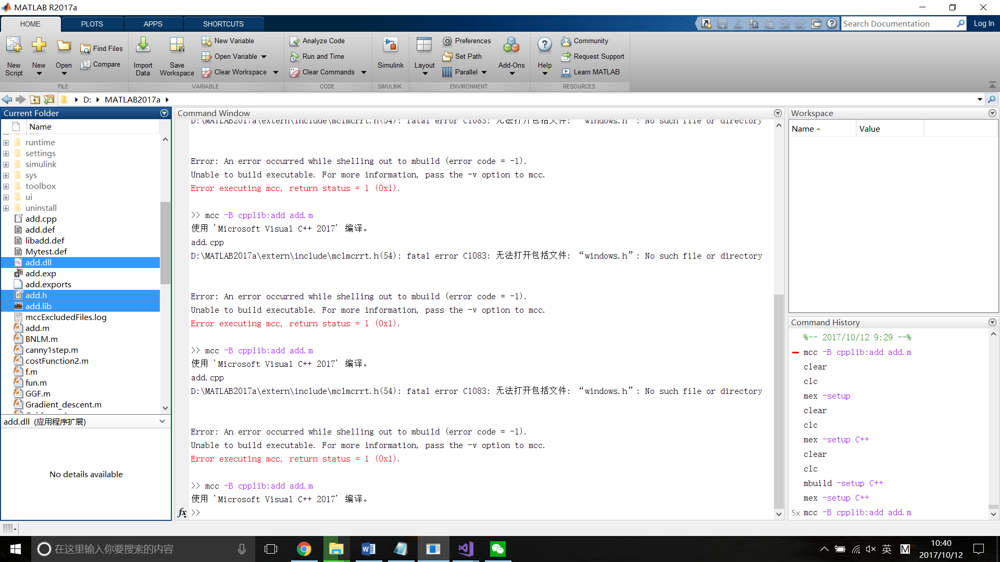 MATLAB R2017a
HOME
PLOTS
APPS
SHORTCUTS
Search Documentation
Log In
New Script
New
Open
Find Files
Compare
FILE
Import Data
Save Workspace
New Variable
Open Variable
Clear Workspace
VARIABLE
Analyze Code
Run and Time
Clear Commands
CODE
Simulink
SIMULINK
Layout
Preferences
Set Path
Parallel
Add-Ons
ENVIRONMENT
Help
Community
Request Support
Learn MATLAB
RESOURCES
D: MATLAB2017a
Current Folder
Name
runtime
settings
simulink
sys
toolbox
ui
uninstall
add.cpp
add.def
libadd.def
Mytest.def
add.dll
add.exp
add.exports
add.h
add.lib
mccExcludedFiles.log
add.m
BNLM.m
canny1step.m
costFunction2.m
f.m
fun.m
GGF.m
Gradient_descent.m
add.dll (应用程序扩展)
No details available
Command Window
D:\MATLAB2017a\extern\include\mclmcrrt.h(54): fatal error C1083: 无法打开包括文件: “windows.h”: No such file or directory
Error: An error occurred while shelling out to mbuild (error code = -1).
Unable to build executable. For more information, pass the -v option to mcc.
Error executing mcc, return status = 1 (0x1).
>> mcc -B cpplib:add add.m
使用 'Microsoft Visual C++ 2017' 编译。
add.cpp
D:\MATLAB2017a\extern\include\mclmcrrt.h(54): fatal error C1083: 无法打开包括文件: “windows.h”: No such file or directory
Error: An error occurred while shelling out to mbuild (error code = -1).
Unable to build executable. For more information, pass the -v option to mcc.
Error executing mcc, return status = 1 (0x1).
>> mcc -B cpplib:add add.m
使用 'Microsoft Visual C++ 2017' 编译。
add.cpp
D:\MATLAB2017a\extern\include\mclmcrrt.h(54): fatal error C1083: 无法打开包括文件: “windows.h”: No such file or directory
Error: An error occurred while shelling out to mbuild (error code = -1).
Unable to build executable. For more information, pass the -v option to mcc.
Error executing mcc, return status = 1 (0x1).
>> mcc -B cpplib:add add.m
使用 'Microsoft Visual C++ 2017' 编译。
fx >>
Workspace
Name Value
Command History
%-- 2017/10/12 9:29 --%
mcc -B cpplib:add add.m
clear
clc
mex -setup
clear
clc
mex -setup C++
clear
clc
mbuild -setup C++
mex -setup C++
5x mcc -B cpplib:add add.m
在这里输入你要搜索的内容
英
M
10:40
2017/10/12